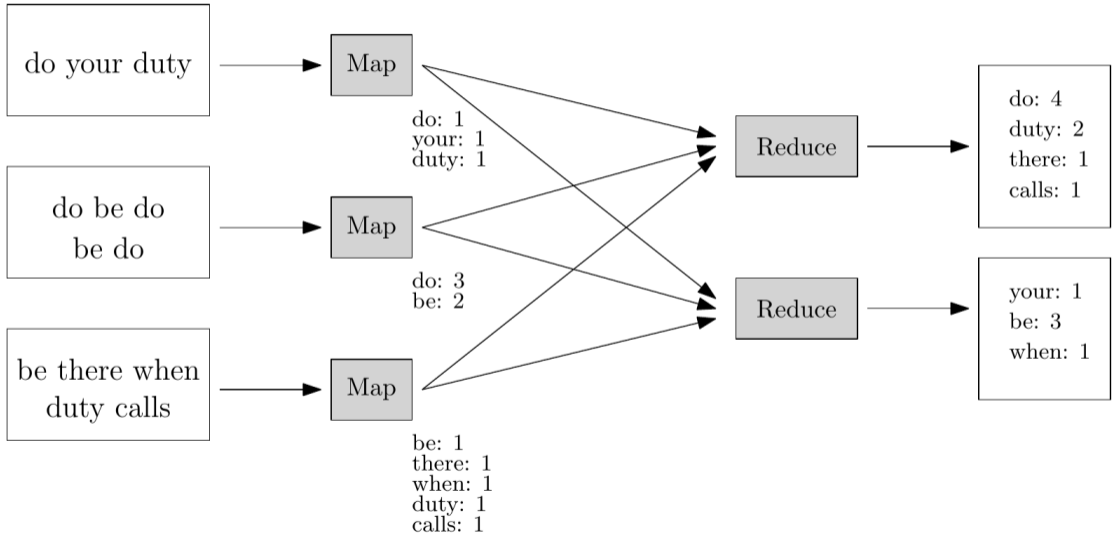 do your duty
Map
do: 1
your: 1
duty: 1
do be do
be do
Map
do: 3
be: 2
be there when
duty calls
Map
be: 1
there: 1
when: 1
duty: 1
calls: 1
Reduce
do: 4
duty: 2
there: 1
calls: 1
Reduce
your: 1
be: 3
when: 1